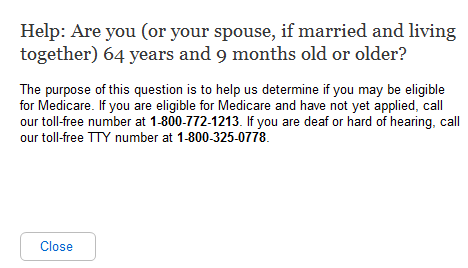 Help: Are you (or your spouse, if married and living
together) 64 years and 9 months old or older?
The purpose of this question is to help us determine if you may be eligible
for Medicare. If you are eligible for Medicare and have not yet applied, call
our toll-free number at 1-800-772-1213. If you are deaf or hard of hearing, call
our toll-free TTY number at 1-800-325-0778.
Close